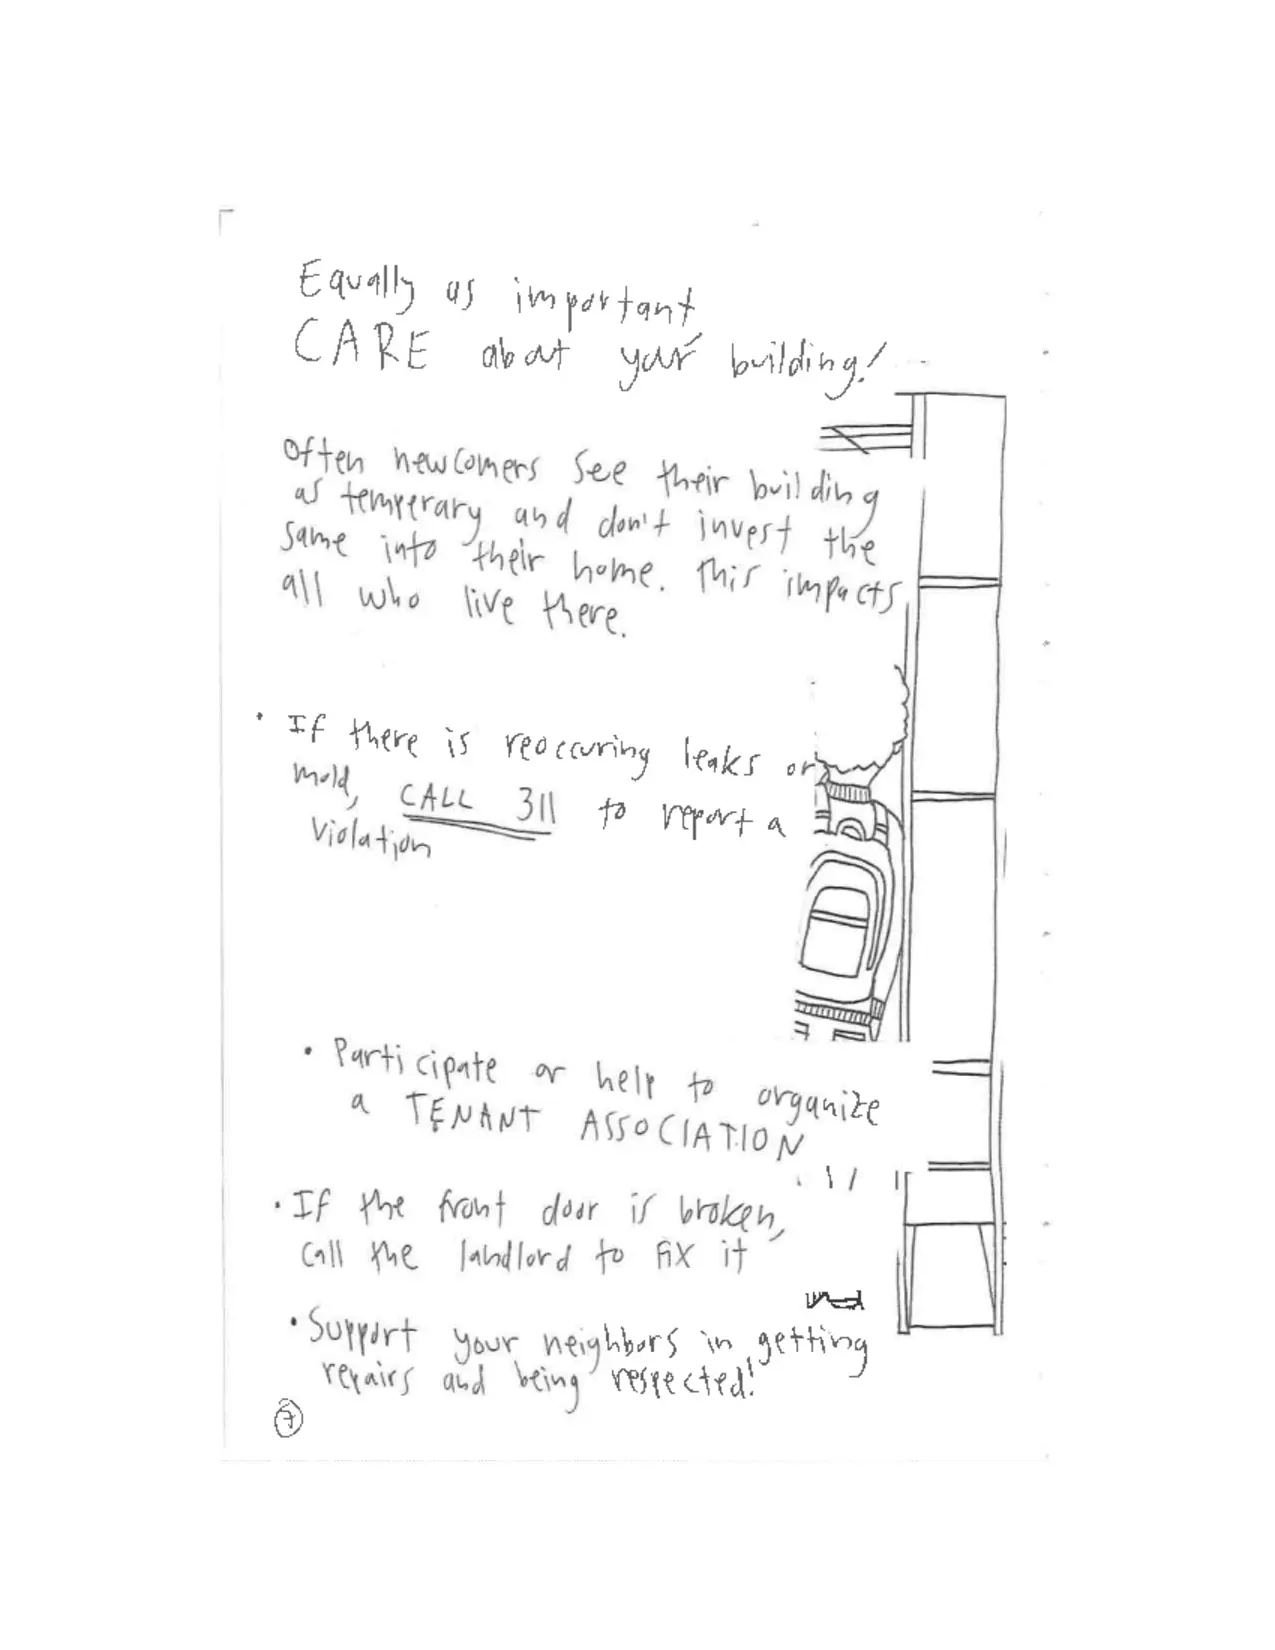 Equally as important
CARE about your building!
Often newcomers see their building
as temperary and don't invest the
same into their home. This impacts
all who live there.
• If there is reoccuring leaks or
mold, CALL 311 to report a
violation
• Participate or help to organize
a TENANT ASSOCIATION
• If the front door is broken,
call the landlord to fix it
• Support your neighbors in getting
repairs and being respected!
7